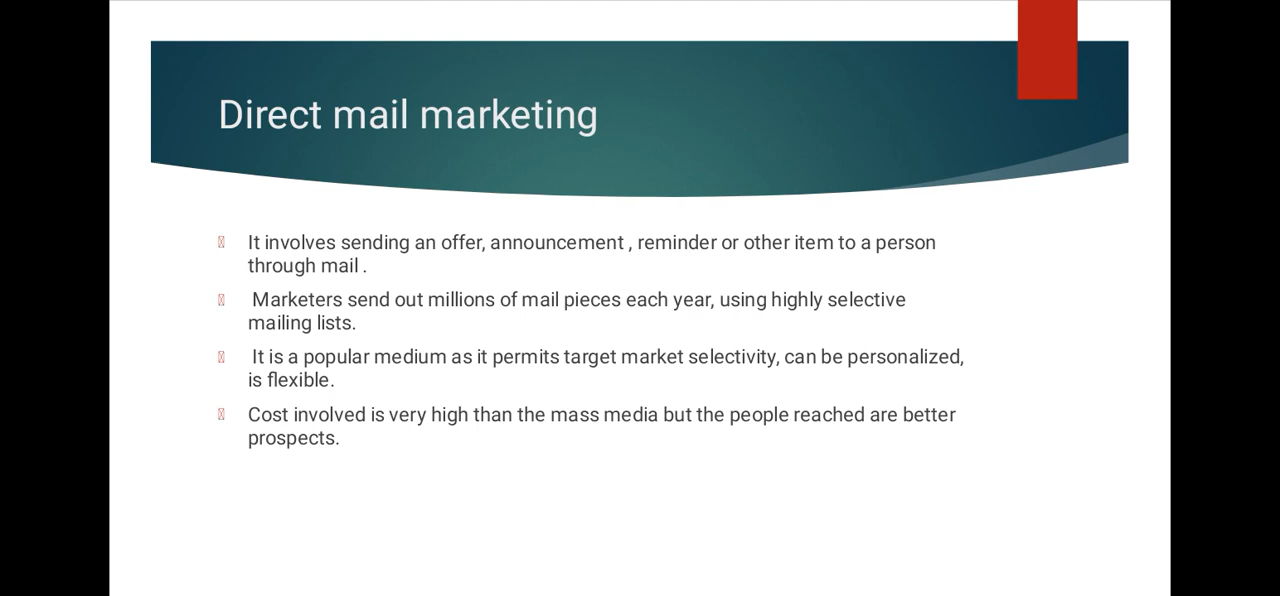 Direct mail marketing
It involves sending an offer, announcement , reminder or other item to a person
through mail .
Marketers send out millions of mail pieces each year, using highly selective
mailing lists.
It is a popular medium as it permits target market selectivity, can be personalized,
is flexible.
Cost involved is very high than the mass media but the people reached are better
prospects.